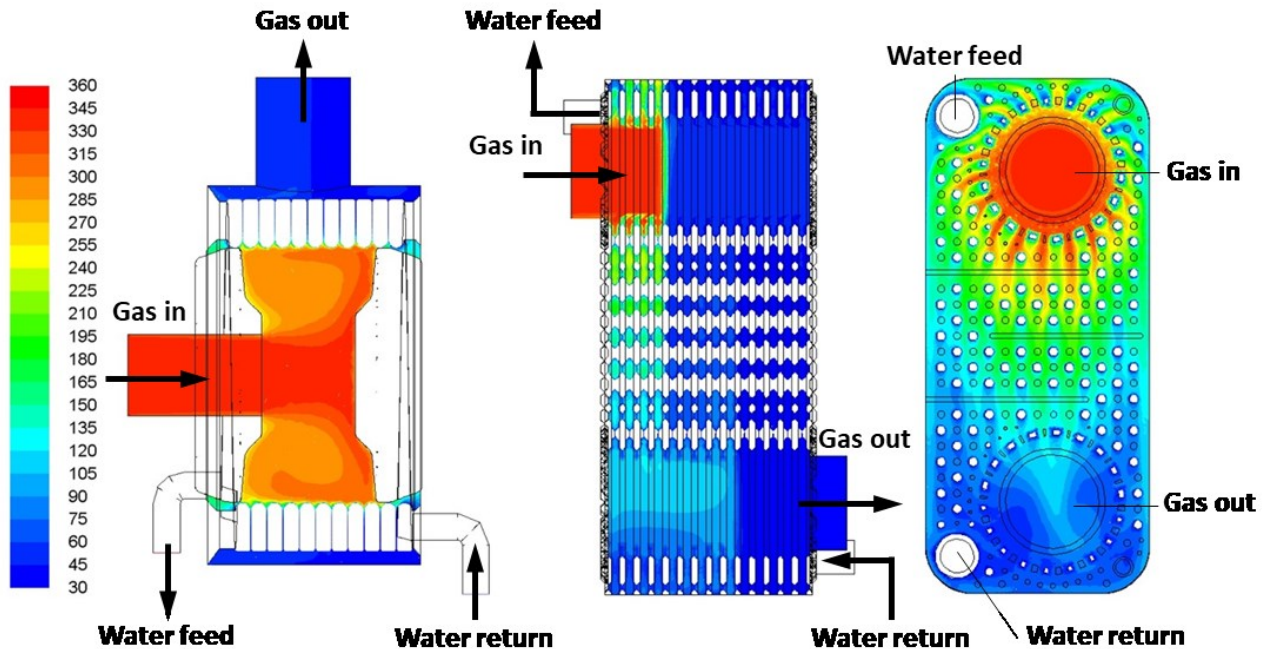 Gas out
Water feed
Water feed
360
345
330
315
300
285
270
255
240
225
210
195
180
165
150
135
120
105
90
75
60
45
30
Gas in
Gas in
Gas in
Gas out
Gas out
Water feed
Water return
Water return
Water return